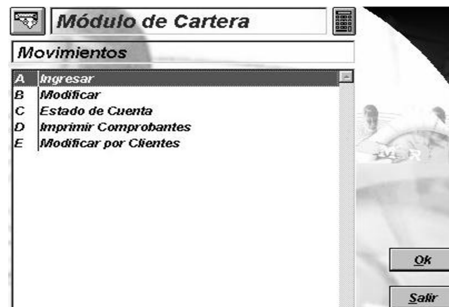 Módulo de Cartera
Movimientos
A Ingresar
B Modificar
C Estado de Cuenta
D Imprimir Comprobantes
E Modificar por Clientes
Ok
Salir